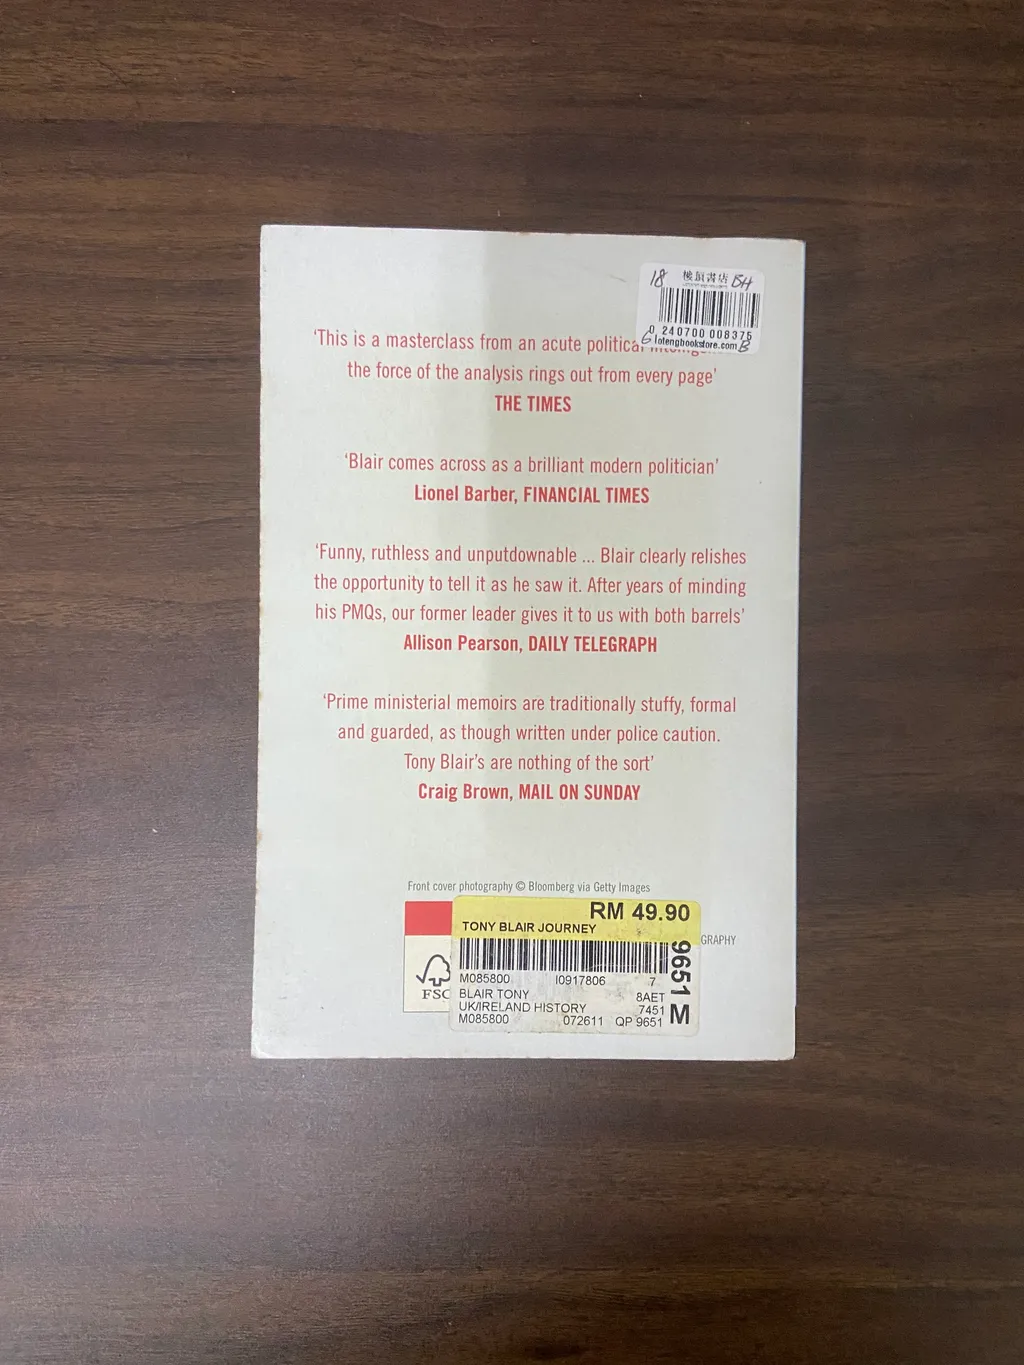 18 樓頂書店 BH
0 240700 008375
G lotengbookstore.com B
‘This is a masterclass from an acute political
the force of the analysis rings out from every page’
THE TIMES
‘Blair comes across as a brilliant modern politician’
Lionel Barber, FINANCIAL TIMES
‘Funny, ruthless and unputdownable ... Blair clearly relishes
the opportunity to tell it as he saw it. After years of minding
his PMQs, our former leader gives it to us with both barrels’
Allison Pearson, DAILY TELEGRAPH
‘Prime ministerial memoirs are traditionally stuffy, formal
and guarded, as though written under police caution.
Tony Blair’s are nothing of the sort’
Craig Brown, MAIL ON SUNDAY
Front cover photography © Bloomberg via Getty Images
RM 49.90
TONY BLAIR JOURNEY
GRAPHY
M085800 I0917806 7
BLAIR TONY 8AET
UK/IRELAND HISTORY 7451
M085800 072611 QP 9651
9651 M
FSC